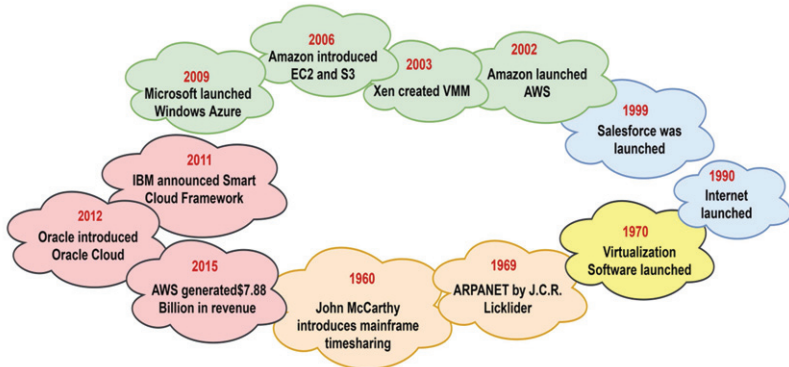 2006
Amazon introduced
EC2 and S3
2003
Xen created VMM
2002
Amazon launched
AWS
2009
Microsoft launched
Windows Azure
1999
Salesforce was
launched
2011
IBM announced Smart
Cloud Framework
1990
Internet
launched
2012
Oracle introduced
Oracle Cloud
1970
Virtualization
Software launched
2015
AWS generated$7.88
Billion in revenue
1960
John McCarthy
introduces mainframe
timesharing
1969
ARPANET by J.C.R.
Licklider